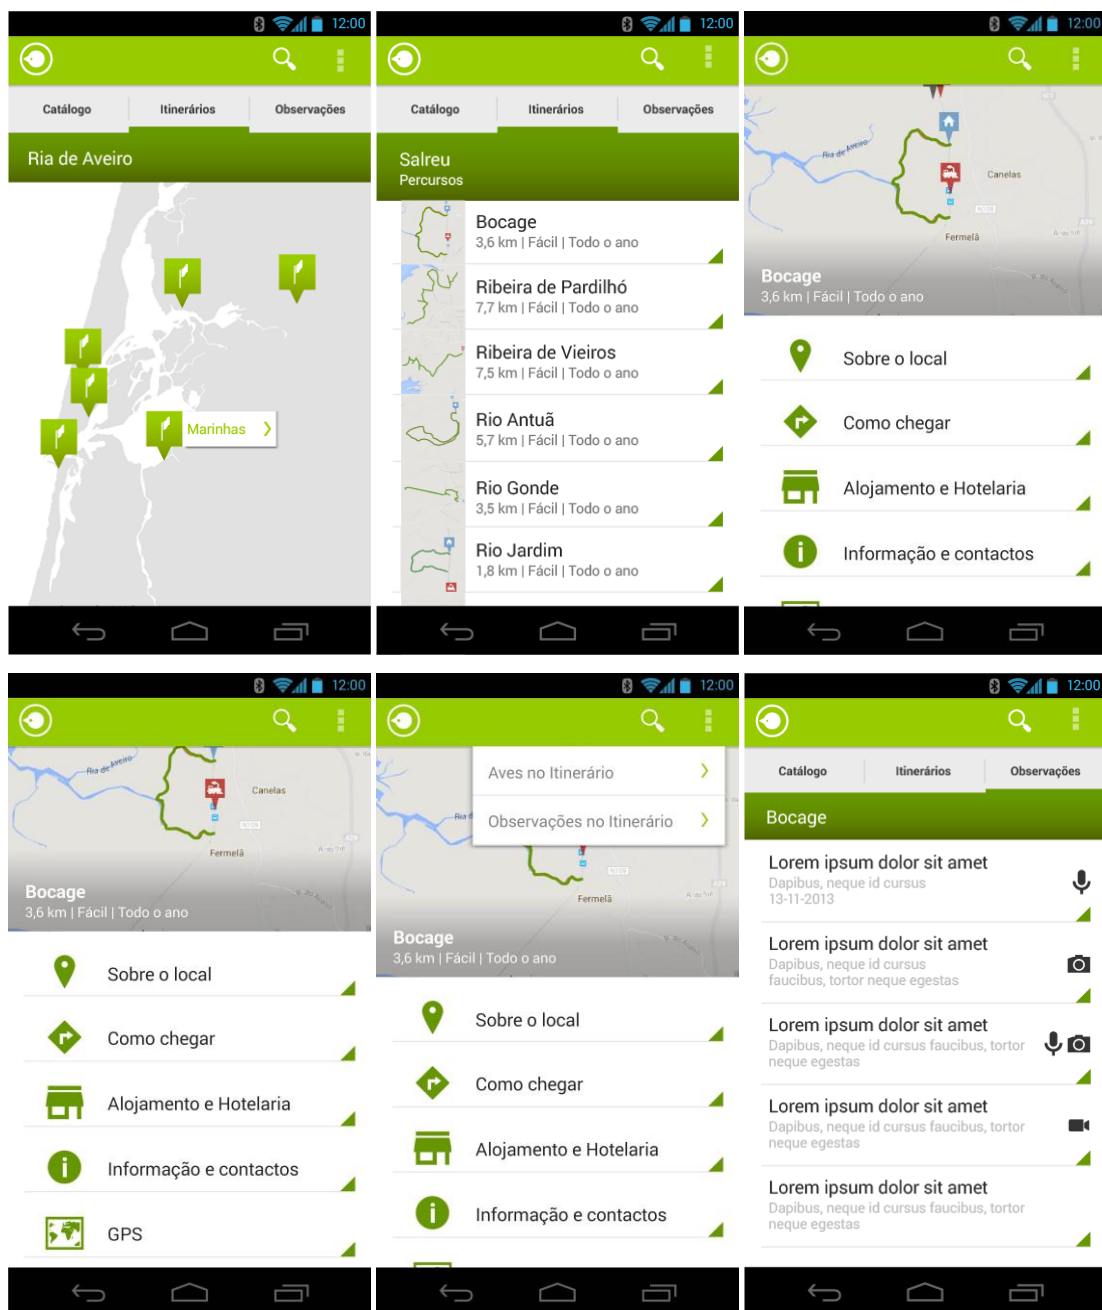 12:00
Catálogo
Itinerários
Observações
Ria de Aveiro
Marinhas
12:00
Catálogo
Itinerários
Observações
Salreu
Percursos
Bocage
3,6 km | Fácil | Todo o ano
Ribeira de Pardilhó
7,7 km | Fácil | Todo o ano
Ribeira de Vieiros
7,5 km | Fácil | Todo o ano
Rio Antuã
5,7 km | Fácil | Todo o ano
Rio Gonde
3,5 km | Fácil | Todo o ano
Rio Jardim
1,8 km | Fácil | Todo o ano
12:00
Ria de Aveiro
Canelas
Fermelã
Bocage
3,6 km | Fácil | Todo o ano
Sobre o local
Como chegar
Alojamento e Hotelaria
Informação e contactos
12:00
Ria de Aveiro
Canelas
Fermelã
Bocage
3,6 km | Fácil | Todo o ano
Sobre o local
Como chegar
Alojamento e Hotelaria
Informação e contactos
GPS
12:00
Aves no Itinerário
Observações no Itinerário
Fermelã
Bocage
3,6 km | Fácil | Todo o ano
Sobre o local
Como chegar
Alojamento e Hotelaria
Informação e contactos
12:00
Catálogo
Itinerários
Observações
Bocage
Lorem ipsum dolor sit amet
Dapibus, neque id cursus
13-11-2013
Lorem ipsum dolor sit amet
Dapibus, neque id cursus
faucibus, tortor neque egestas
Lorem ipsum dolor sit amet
Dapibus, neque id cursus faucibus, tortor
neque egestas
Lorem ipsum dolor sit amet
Dapibus, neque id cursus faucibus, tortor
neque egestas
Lorem ipsum dolor sit amet
Dapibus, neque id cursus faucibus, tortor
neque egestas